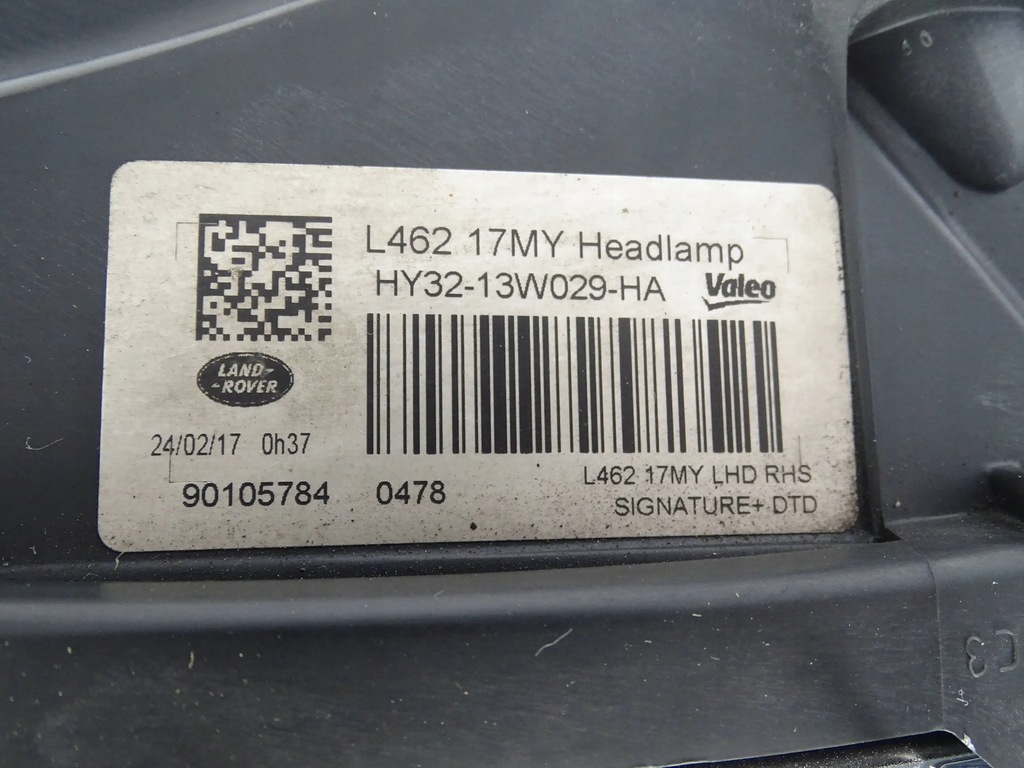 L462 17MY Headlamp
HY32-13W029-HA Valeo
LAND-
-ROVER
24/02/17 0h37
90105784 0478
L462 17MY LHD RHS
SIGNATURE+ DTD
C3